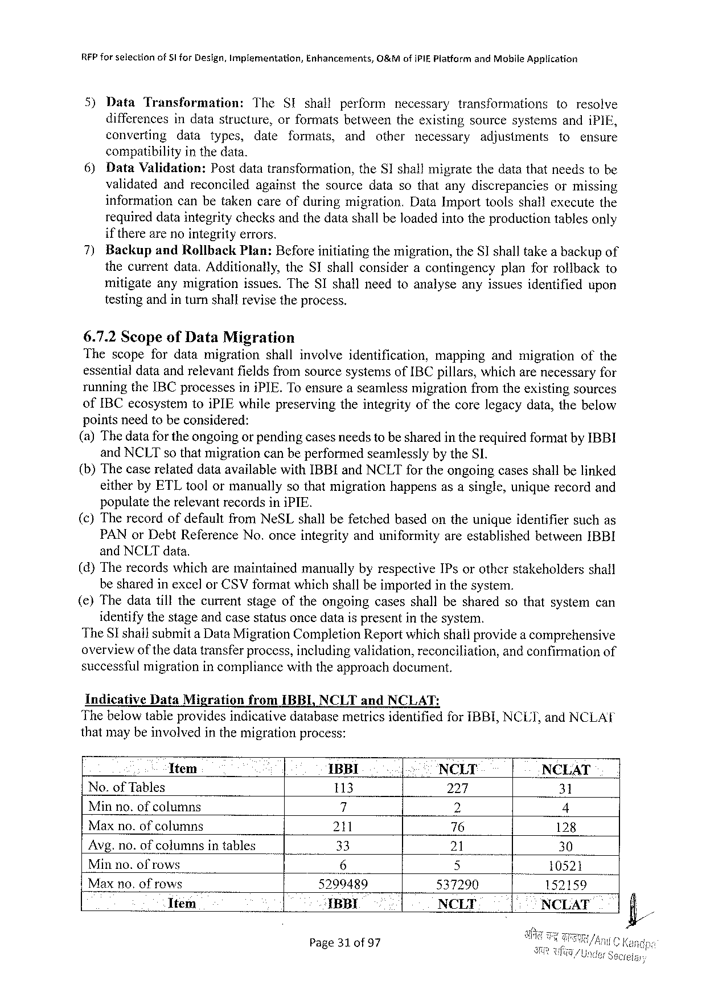 RFP for selection of SI for Design, Implementation, Enhancements, O&M of iPIE Platform and Mobile Application
5) Data Transformation: The SI shall perform necessary transformations to resolve
differences in data structure, or formats between the existing source systems and iPIE,
converting data types, date formats, and other necessary adjustments to ensure
compatibility in the data.
6) Data Validation: Post data transformation, the SI shall migrate the data that needs to be
validated and reconciled against the source data so that any discrepancies or missing
information can be taken care of during migration. Data Import tools shall execute the
required data integrity checks and the data shall be loaded into the production tables only
if there are no integrity errors.
7) Backup and Rollback Plan: Before initiating the migration, the SI shall take a backup of
the current data. Additionally, the SI shall consider a contingency plan for rollback to
mitigate any migration issues. The SI shall need to analyse any issues identified upon
testing and in turn shall revise the process.
6.7.2 Scope of Data Migration
The scope for data migration shall involve identification, mapping and migration of the
essential data and relevant fields from source systems of IBC pillars, which are necessary for
running the IBC processes in iPIE. To ensure a seamless migration from the existing sources
of IBC ecosystem to iPIE while preserving the integrity of the core legacy data, the below
points need to be considered:
(a) The data for the ongoing or pending cases needs to be shared in the required format by IBBI
and NCLT so that migration can be performed seamlessly by the SI.
(b) The case related data available with IBBI and NCLT for the ongoing cases shall be linked
either by ETL tool or manually so that migration happens as a single, unique record and
populate the relevant records in iPIE.
(c) The record of default from NeSL shall be fetched based on the unique identifier such as
PAN or Debt Reference No. once integrity and uniformity are established between IBBI
and NCLT data.
(d) The records which are maintained manually by respective IPs or other stakeholders shall
be shared in excel or CSV format which shall be imported in the system.
(e) The data till the current stage of the ongoing cases shall be shared so that system can
identify the stage and case status once data is present in the system.
The SI shall submit a Data Migration Completion Report which shall provide a comprehensive
overview of the data transfer process, including validation, reconciliation, and confirmation of
successful migration in compliance with the approach document.
Indicative Data Migration from IBBI, NCLT and NCLAT:
The below table provides indicative database metrics identified for IBBI, NCLT, and NCLAT
that may be involved in the migration process:
Item IBBI NCLT NCLAT
No. of Tables 113 227 31
Min no. of columns 7 2 4
Max no. of columns 211 76 128
Avg. no. of columns in tables 33 21 30
Min no. of rows 6 5 10521
Max no. of rows 5299489 537290 152159
Item IBBI NCLT NCLAT
Page 31 of 97
अनिल चन्द्र काण्डपाल/Anil C Kandpa
अवर सचिव/Under Secretary